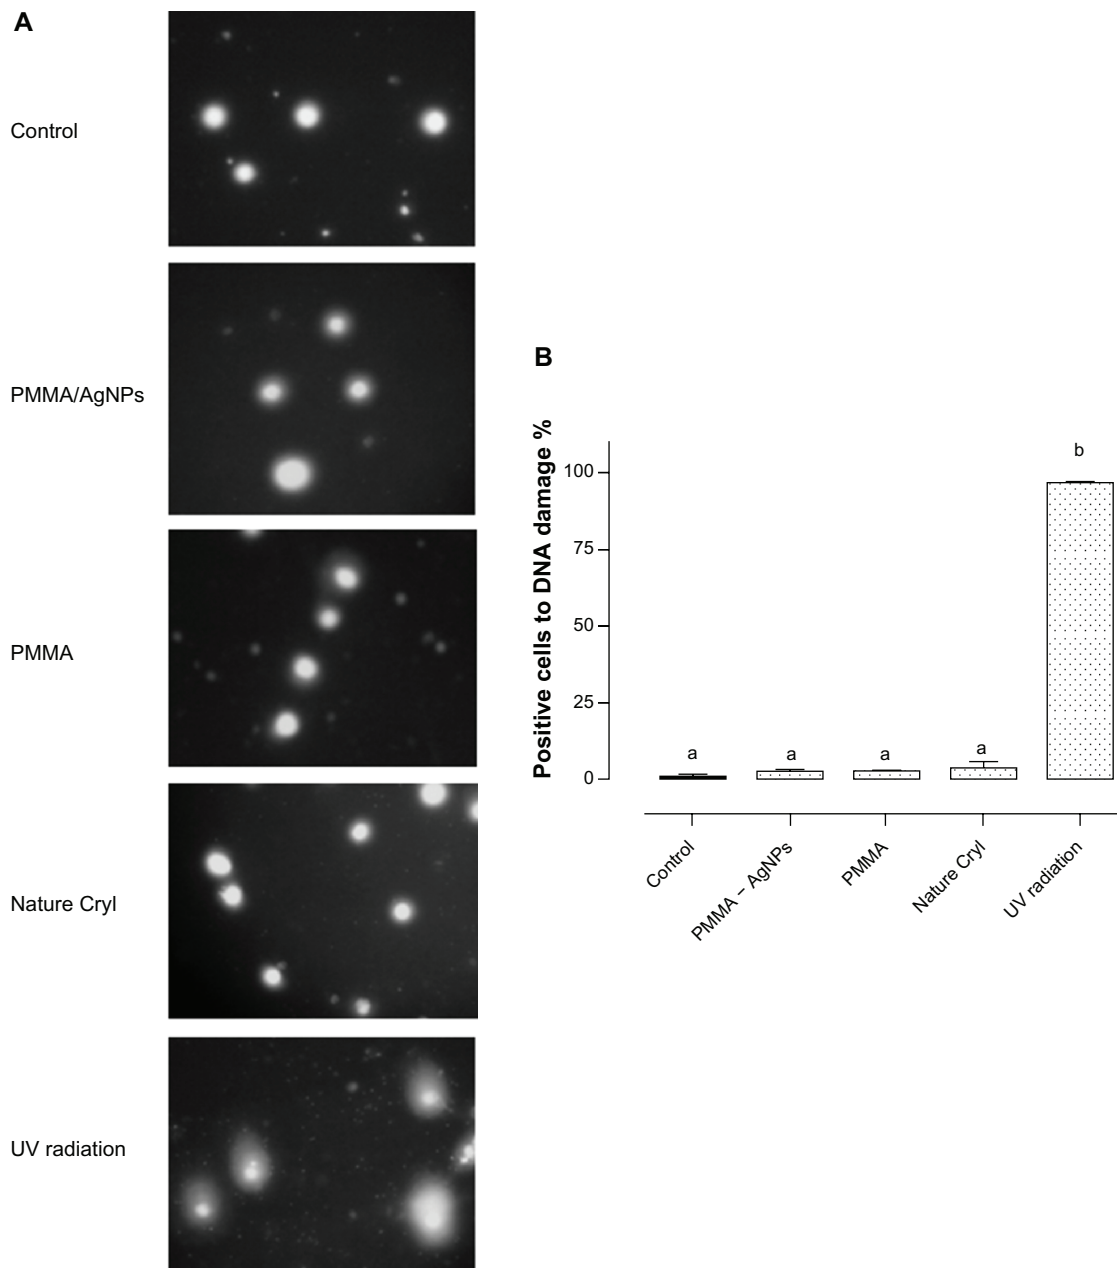 A
Control
PMMA/AgNPs
PMMA
Nature Cryl
UV radiation
B
Positive cells to DNA damage %
100
75
50
25
0
a
a
a
a
b
Control
PMMA – AgNPs
PMMA
Nature Cryl
UV radiation